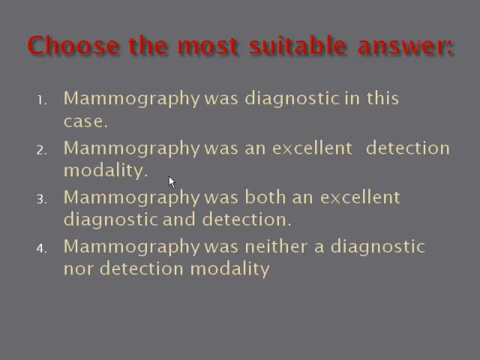 Choose the most suitable answer:
1. Mammography was diagnostic in this
case.
2. Mammography was an excellent detection
modality.
3. Mammography was both an excellent
diagnostic and detection.
4. Mammography was neither a diagnostic
nor detection modality